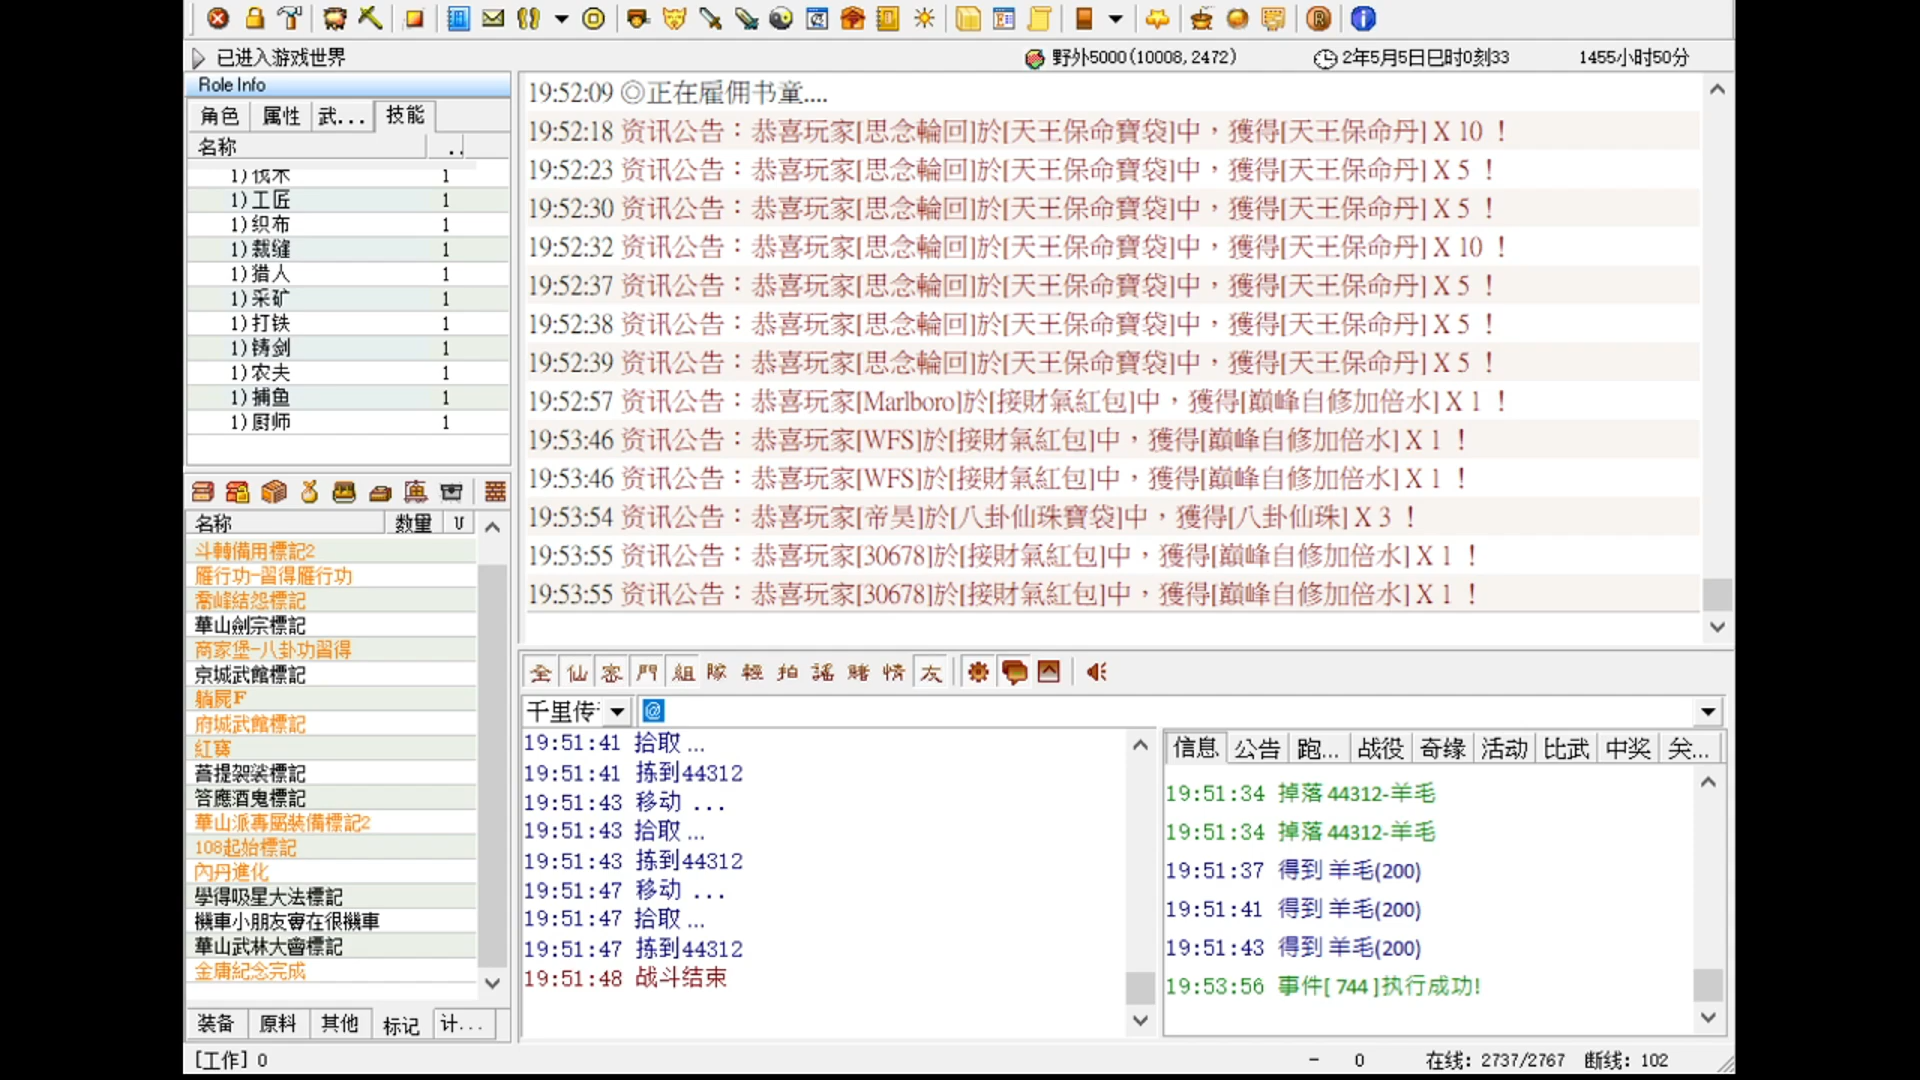 已进入游戏世界
野外5000(10008,2472)
2年5月5日巳时0刻33
1455小时50分
Role Info
角色 属性 武... 技能
名称 ..
1)伐木 1
1)工匠 1
1)织布 1
1)裁缝 1
1)猎人 1
1)采矿 1
1)打铁 1
1)铸剑 1
1)农夫 1
1)捕鱼 1
1)厨师 1
名称 数量 U
斗轉備用標記2
雁行功-習得雁行功
喬峰結怨標記
華山劍宗標記
商家堡-八卦功習得
京城武館標記
躺屍F
府城武館標記
紅寶
菩提袈裟標記
答應酒鬼標記
華山派專屬裝備標記2
108起始標記
內丹進化
學得吸星大法標記
機車小朋友實在很機車
華山武林大會標記
金庸紀念完成
装备 原料 其他 标记 计...
[工作] 0
19:52:09 ◎正在雇佣书童....
19:52:18 资讯公告：恭喜玩家[思念輪回]於[天王保命寶袋]中，獲得[天王保命丹] X 10 ！
19:52:23 资讯公告：恭喜玩家[思念輪回]於[天王保命寶袋]中，獲得[天王保命丹] X 5 ！
19:52:30 资讯公告：恭喜玩家[思念輪回]於[天王保命寶袋]中，獲得[天王保命丹] X 5 ！
19:52:32 资讯公告：恭喜玩家[思念輪回]於[天王保命寶袋]中，獲得[天王保命丹] X 10 ！
19:52:37 资讯公告：恭喜玩家[思念輪回]於[天王保命寶袋]中，獲得[天王保命丹] X 5 ！
19:52:38 资讯公告：恭喜玩家[思念輪回]於[天王保命寶袋]中，獲得[天王保命丹] X 5 ！
19:52:39 资讯公告：恭喜玩家[思念輪回]於[天王保命寶袋]中，獲得[天王保命丹] X 5 ！
19:52:57 资讯公告：恭喜玩家[Marlboro]於[接財氣紅包]中，獲得[巔峰自修加倍水] X 1 ！
19:53:46 资讯公告：恭喜玩家[WFS]於[接財氣紅包]中，獲得[巔峰自修加倍水] X 1 ！
19:53:46 资讯公告：恭喜玩家[WFS]於[接財氣紅包]中，獲得[巔峰自修加倍水] X 1 ！
19:53:54 资讯公告：恭喜玩家[帝昊]於[八卦仙珠寶袋]中，獲得[八卦仙珠] X 3 ！
19:53:55 资讯公告：恭喜玩家[30678]於[接財氣紅包]中，獲得[巔峰自修加倍水] X 1 ！
19:53:55 资讯公告：恭喜玩家[30678]於[接財氣紅包]中，獲得[巔峰自修加倍水] X 1 ！
全 仙 密 門 組 隊 輕 拍 謠 賭 情 友
千里传 @
19:51:41 拾取 ...
19:51:41 拣到44312
19:51:43 移动 ...
19:51:43 拾取 ...
19:51:43 拣到44312
19:51:47 移动 ...
19:51:47 拾取 ...
19:51:47 拣到44312
19:51:48 战斗结束
信息 公告 跑... 战役 奇缘 活动 比武 中奖 关...
19:51:34 掉落 44312-羊毛
19:51:34 掉落 44312-羊毛
19:51:37 得到 羊毛(200)
19:51:41 得到 羊毛(200)
19:51:43 得到 羊毛(200)
19:53:56 事件[ 744 ]执行成功!
- 0 在线: 2737/2767 断线: 102